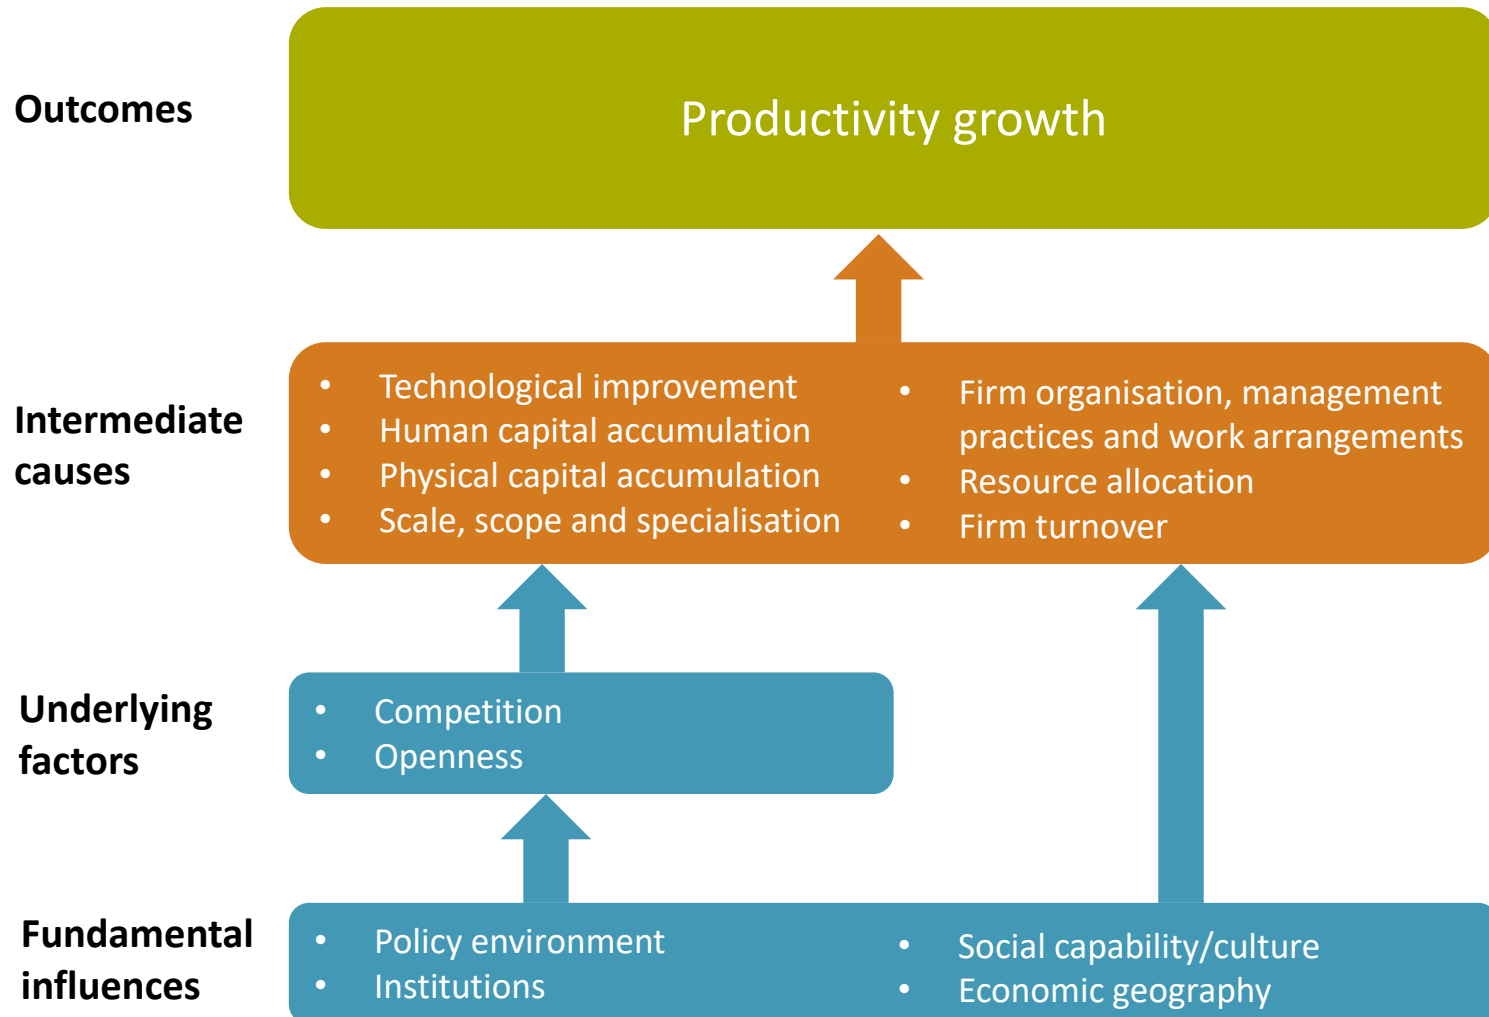 Outcomes
Productivity growth
Intermediate
causes
• Technological improvement
• Human capital accumulation
• Physical capital accumulation
• Scale, scope and specialisation
• Firm organisation, management
practices and work arrangements
• Resource allocation
• Firm turnover
Underlying
factors
• Competition
• Openness
Fundamental
influences
• Policy environment
• Institutions
• Social capability/culture
• Economic geography